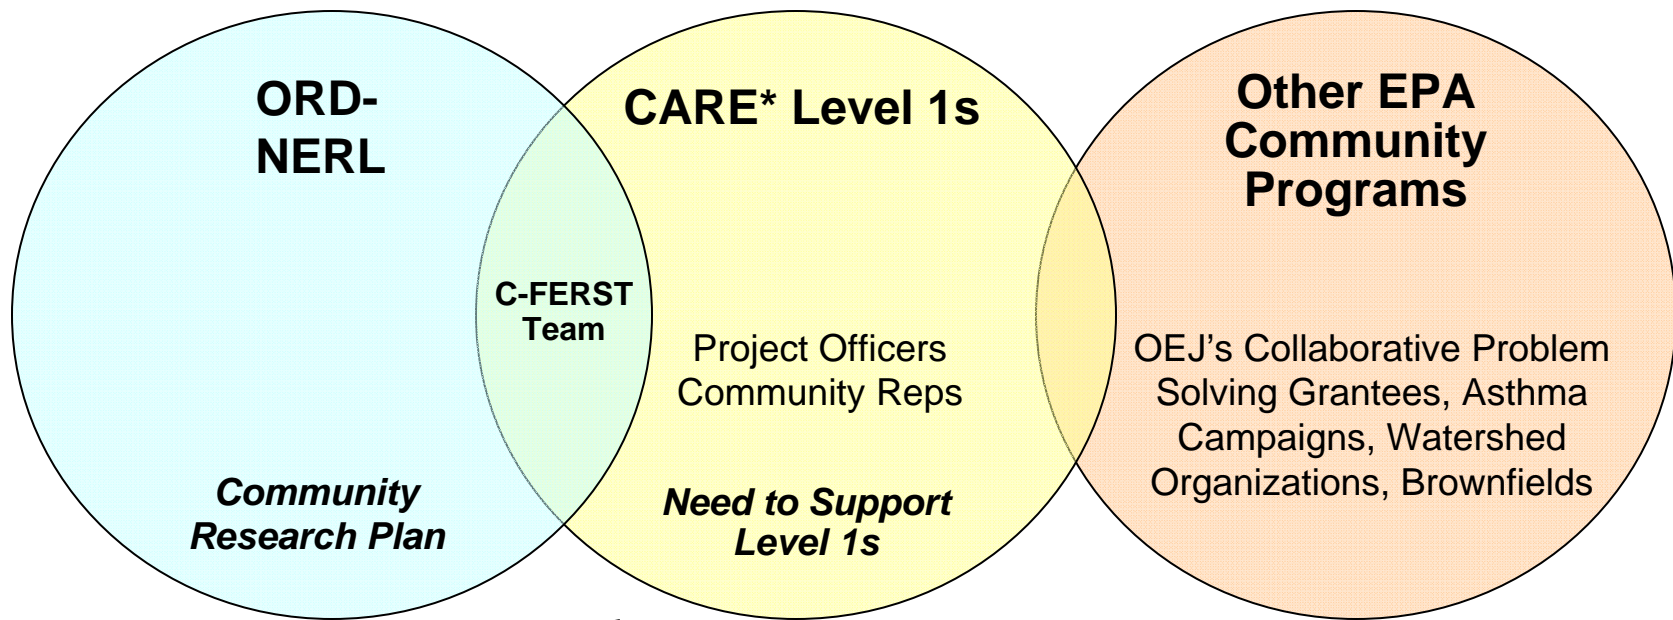 ORD-
NERL
Community
Research Plan
C-FERST
Team
CARE* Level 1s
Project Officers
Community Reps
Need to Support
Level 1s
Other EPA
Community
Programs
OEJ’s Collaborative Problem
Solving Grantees, Asthma
Campaigns, Watershed
Organizations, Brownfields